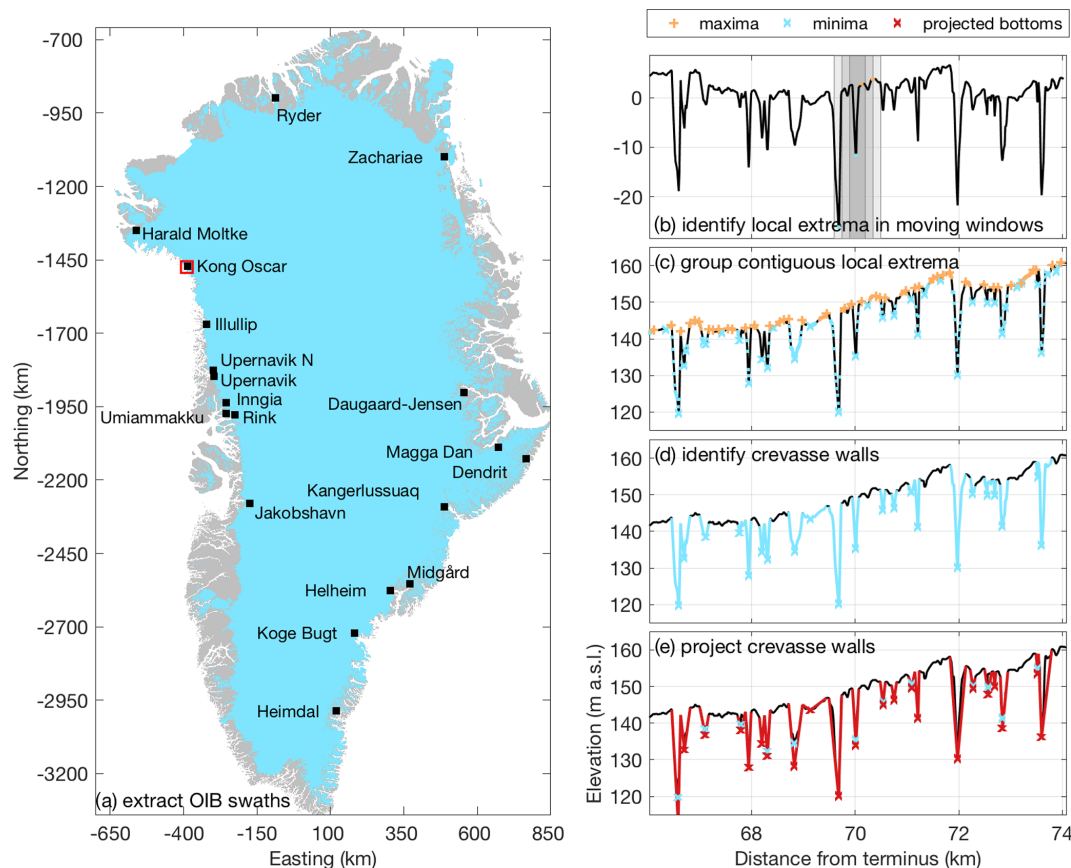 maxima minima projected bottoms
-700
-950
-1200
-1450
-1700
-1950
-2200
-2450
-2700
-2950
-3200
Northing (km)
Ryder
Zachariae
Harald Moltke
Kong Oscar
Illullip
Upernavik N
Upernavik
Inngia
Umiammakku
Rink
Daugaard-Jensen
Magga Dan
Dendrit
Kangerlussuaq
Jakobshavn
Midgård
Helheim
Koge Bugt
Heimdal
(a) extract OIB swaths
-650 -400 -150 100 350 600 850
Easting (km)
0
-10
-20
(b) identify local extrema in moving windows
(c) group contiguous local extrema
160
150
140
130
120
(d) identify crevasse walls
160
150
140
130
120
(e) project crevasse walls
160
150
140
130
120
Elevation (m a.s.l.)
68 70 72 74
Distance from terminus (km)